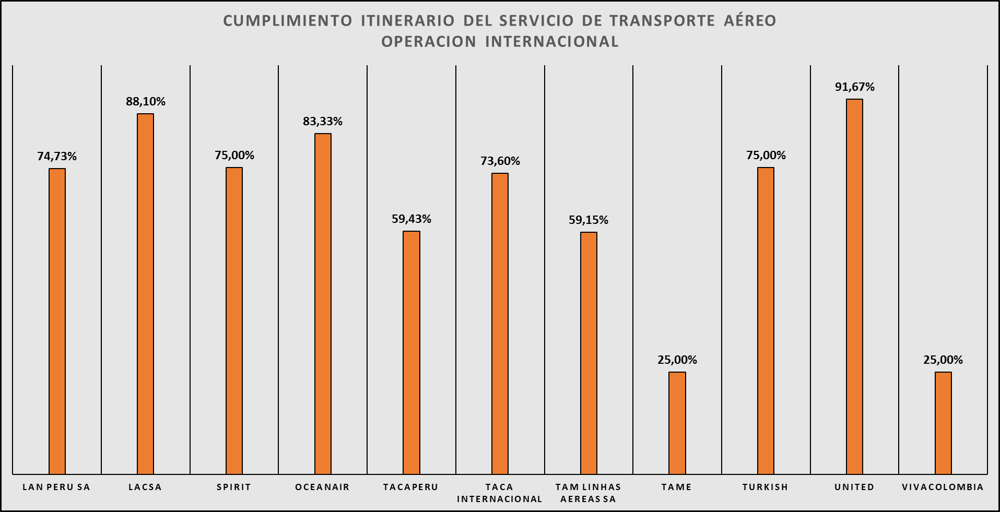 CUMPLIMIENTO ITINERARIO DEL SERVICIO DE TRANSPORTE AÉREO
OPERACION INTERNACIONAL
74,73%
88,10%
75,00%
83,33%
59,43%
73,60%
59,15%
25,00%
75,00%
91,67%
25,00%
LAN PERU SA
LACSA
SPIRIT
OCEANAIR
TACAPERU
TACA
INTERNACIONAL
TAM LINHAS
AEREAS SA
TAME
TURKISH
UNITED
VIVACOLOMBIA